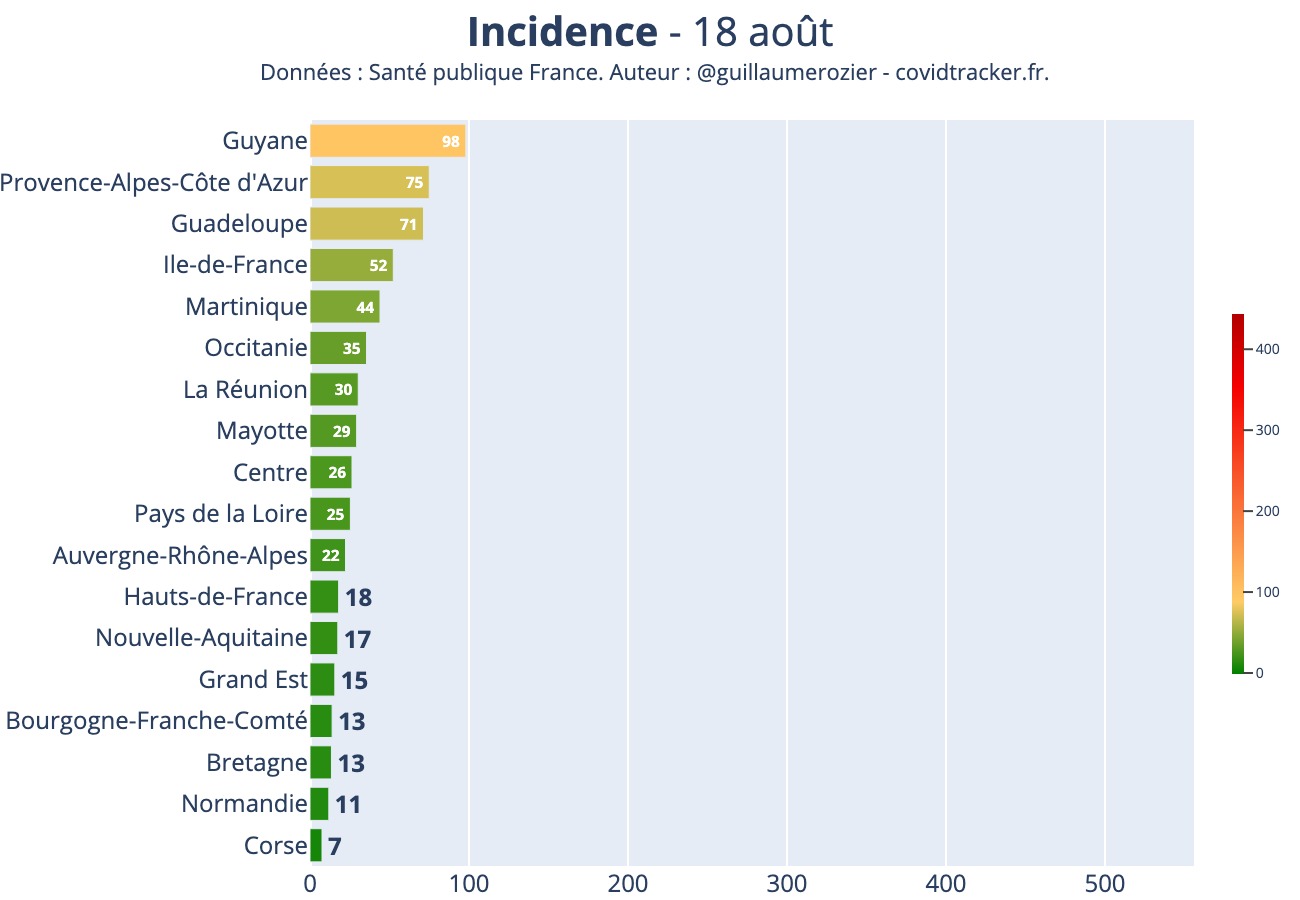 Incidence - 18 août
Données : Santé publique France. Auteur : @guillaumerozier - covidtracker.fr.
Guyane 98
Provence-Alpes-Côte d'Azur 75
Guadeloupe 71
Ile-de-France 52
Martinique 44
Occitanie 35
La Réunion 30
Mayotte 29
Centre 26
Pays de la Loire 25
Auvergne-Rhône-Alpes 22
Hauts-de-France 18
Nouvelle-Aquitaine 17
Grand Est 15
Bourgogne-Franche-Comté 13
Bretagne 13
Normandie 11
Corse 7
0 100 200 300 400 500
400
300
200
100
0